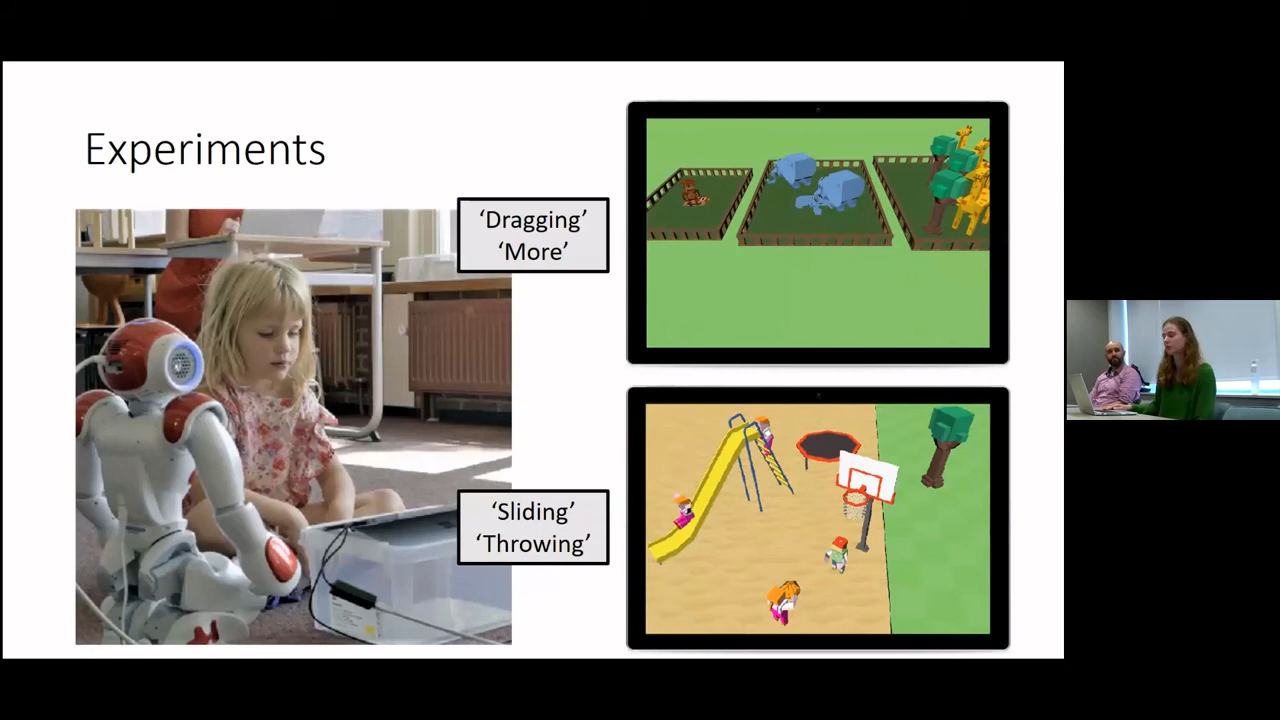 Experiments
‘Dragging’
‘More’
‘Sliding’
‘Throwing’